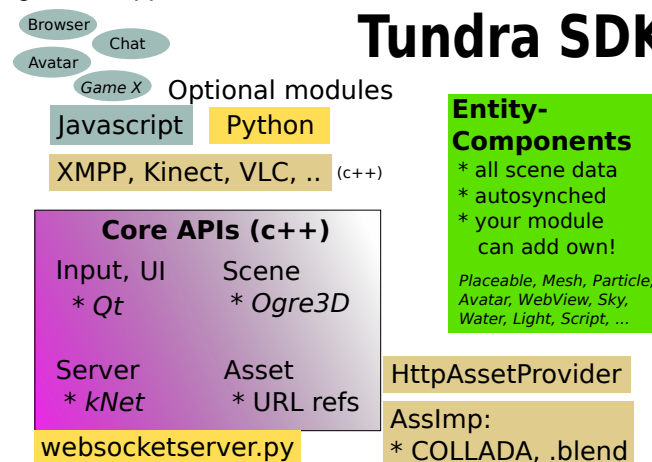 Tundra SDK
Browser
Chat
Avatar
Game X
Optional modules
Javascript
Python
XMPP, Kinect, VLC, .. (c++)
Entity-
Components
* all scene data
* autosynched
* your module
can add own!
Placeable, Mesh, Particle,
Avatar, WebView, Sky,
Water, Light, Script, ...
Core APIs (c++)
Input, UI
* Qt
Scene
* Ogre3D
Server
* kNet
Asset
* URL refs
websocketserver.py
HttpAssetProvider
AssImp:
* COLLADA, .blend